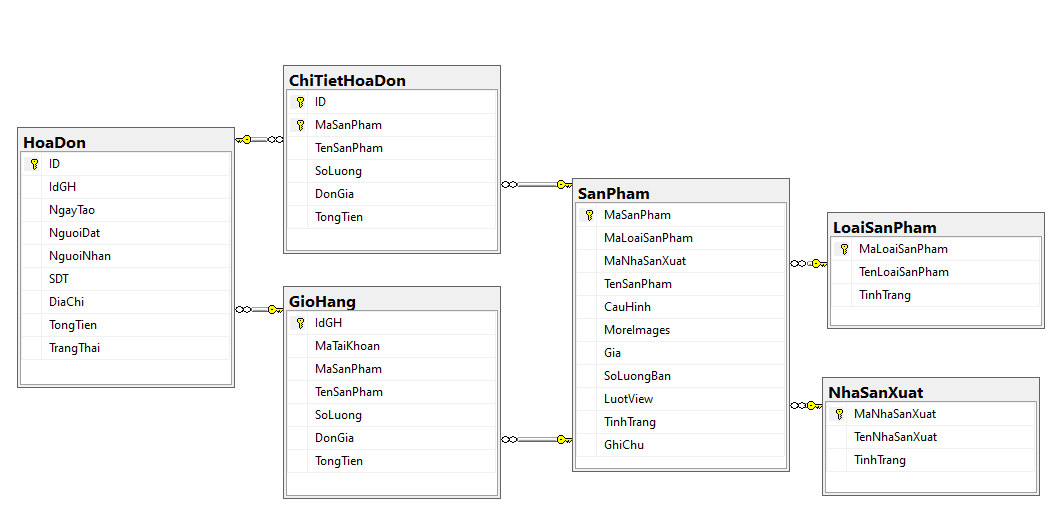 ChiTietHoaDon
ID
MaSanPham
TenSanPham
SoLuong
DonGia
TongTien
HoaDon
ID
IdGH
NgayTao
NguoiDat
NguoiNhan
SDT
DiaChi
TongTien
TrangThai
GioHang
IdGH
MaTaiKhoan
MaSanPham
TenSanPham
SoLuong
DonGia
TongTien
SanPham
MaSanPham
MaLoaiSanPham
MaNhaSanXuat
TenSanPham
CauHinh
MoreImages
Gia
SoLuongBan
LuotView
TinhTrang
GhiChu
LoaiSanPham
MaLoaiSanPham
TenLoaiSanPham
TinhTrang
NhaSanXuat
MaNhaSanXuat
TenNhaSanXuat
TinhTrang